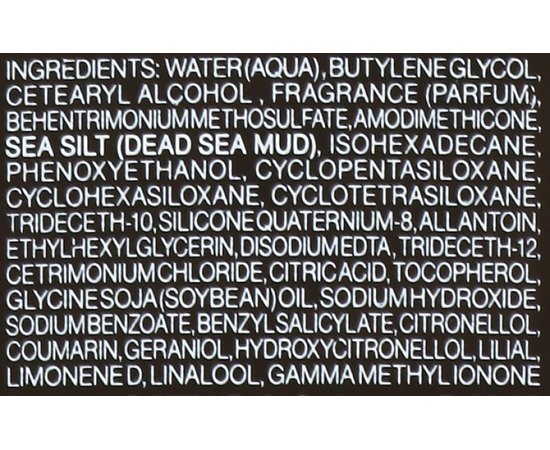 INGREDIENTS: WATER (AQUA), BUTYLENE GLYCOL,
CETEARYL ALCOHOL , FRAGRANCE (PARFUM),
BEHENTRIMONIUM METHOSULFATE, AMODIMETHICONE,
SEA SILT (DEAD SEA MUD), ISOHEXADECANE,
PHENOXYETHANOL, CYCLOPENTASILOXANE,
CYCLOHEXASILOXANE, CYCLOTETRASILOXANE,
TRIDECETH-10, SILICONE QUATERNIUM-8, ALLANTOIN,
ETHYLHEXYLGLYCERIN, DISODIUM EDTA, TRIDECETH-12,
CETRIMONIUM CHLORIDE, CITRIC ACID, TOCOPHEROL,
GLYCINE SOJA (SOYBEAN) OIL, SODIUM HYDROXIDE,
SODIUM BENZOATE, BENZYL SALICYLATE, CITRONELLOL,
COUMARIN, GERANIOL, HYDROXYCITRONELLOL, LILIAL,
LIMONENE D, LINALOOL, GAMMA METHYL IONONE